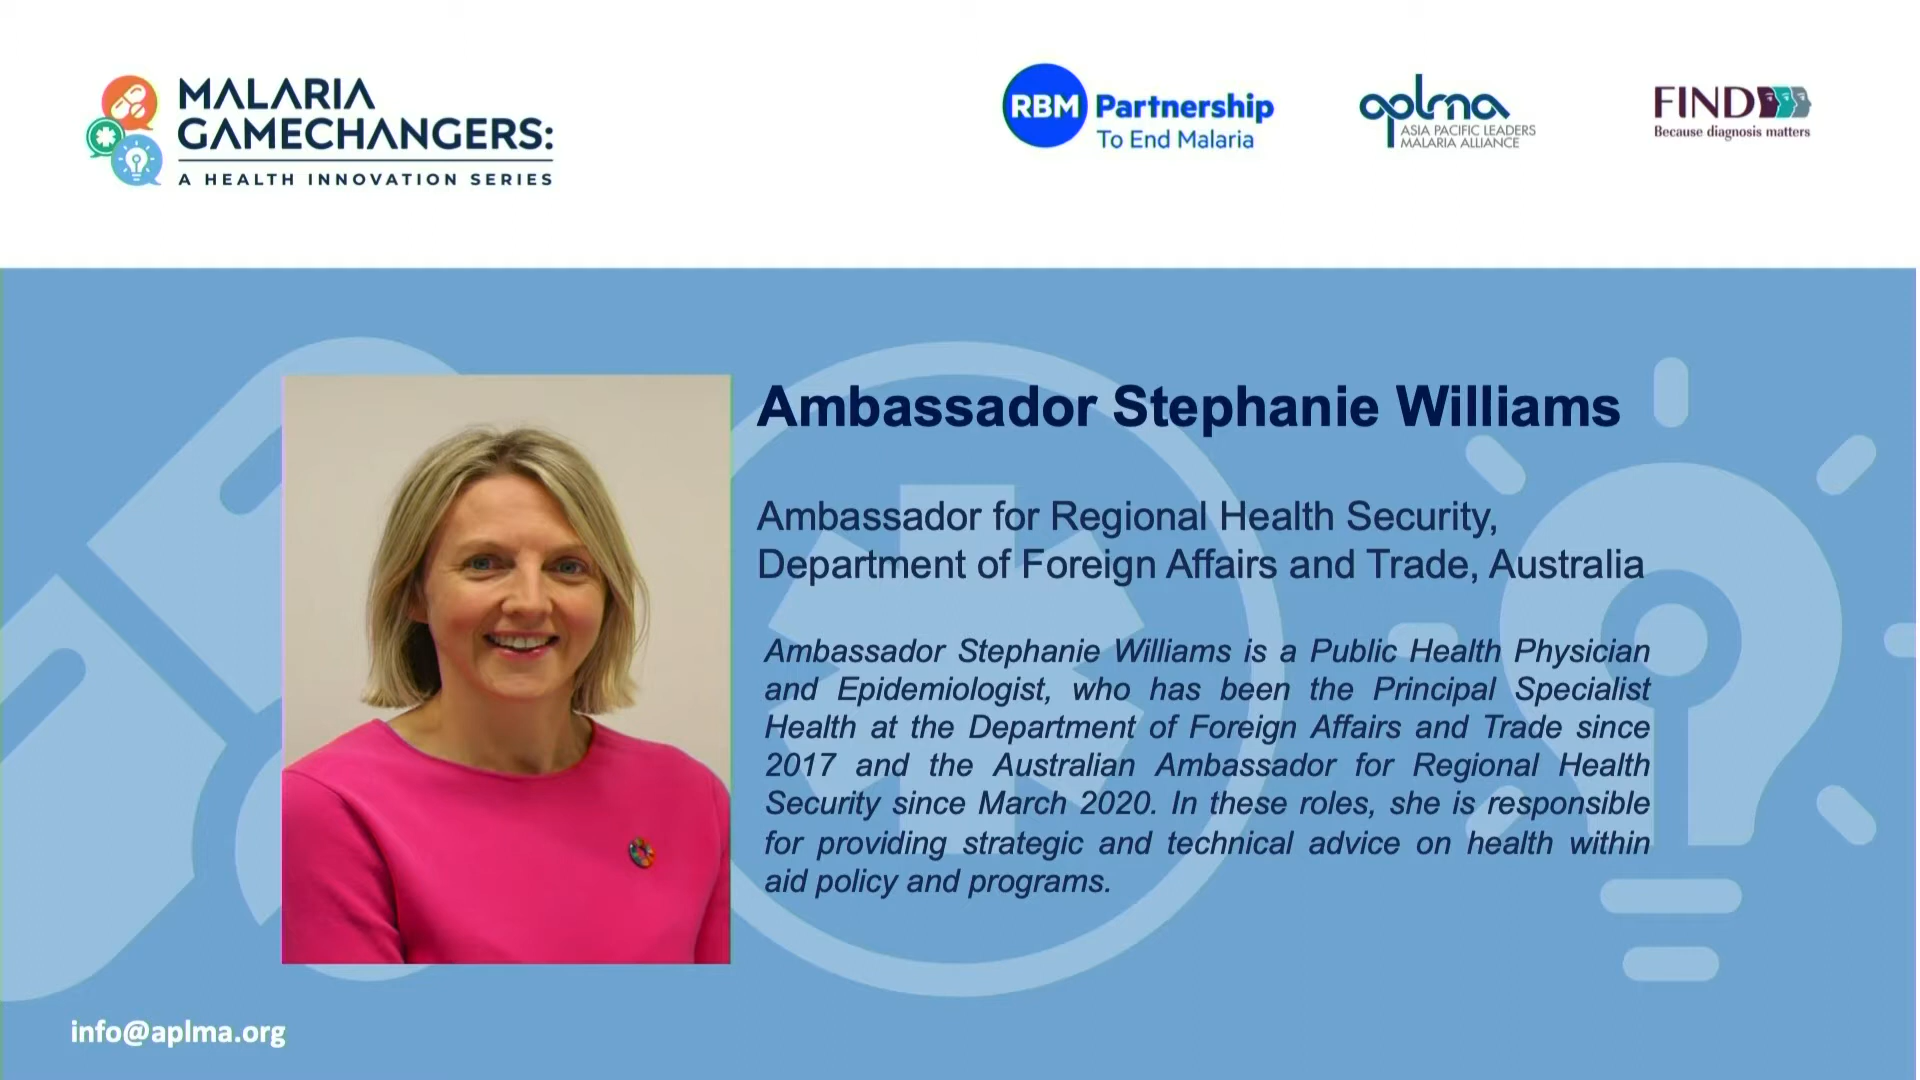 MALARIA
GAMECHANGERS:
A HEALTH INNOVATION SERIES
RBM Partnership
To End Malaria
aplma
ASIA PACIFIC LEADERS
MALARIA ALLIANCE
FIND
Because diagnosis matters
Ambassador Stephanie Williams
Ambassador for Regional Health Security,
Department of Foreign Affairs and Trade, Australia
Ambassador Stephanie Williams is a Public Health Physician
and Epidemiologist, who has been the Principal Specialist
Health at the Department of Foreign Affairs and Trade since
2017 and the Australian Ambassador for Regional Health
Security since March 2020. In these roles, she is responsible
for providing strategic and technical advice on health within
aid policy and programs.
info@aplma.org